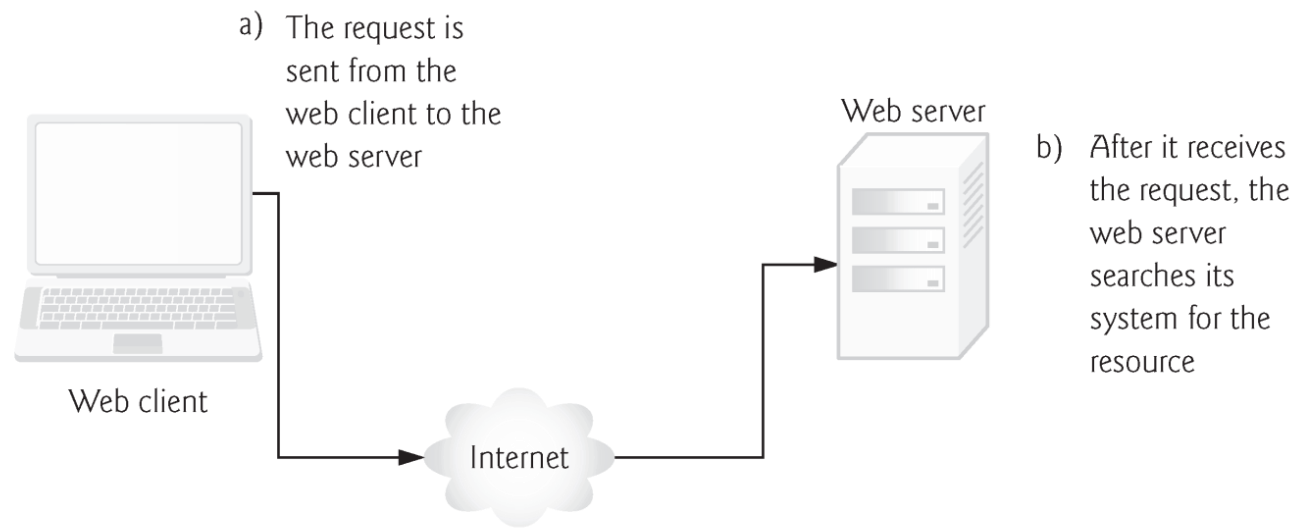 a) The request is
sent from the
web client to the
web server
Web server
b) After it receives
the request, the
web server
searches its
system for the
resource
Web client
Internet